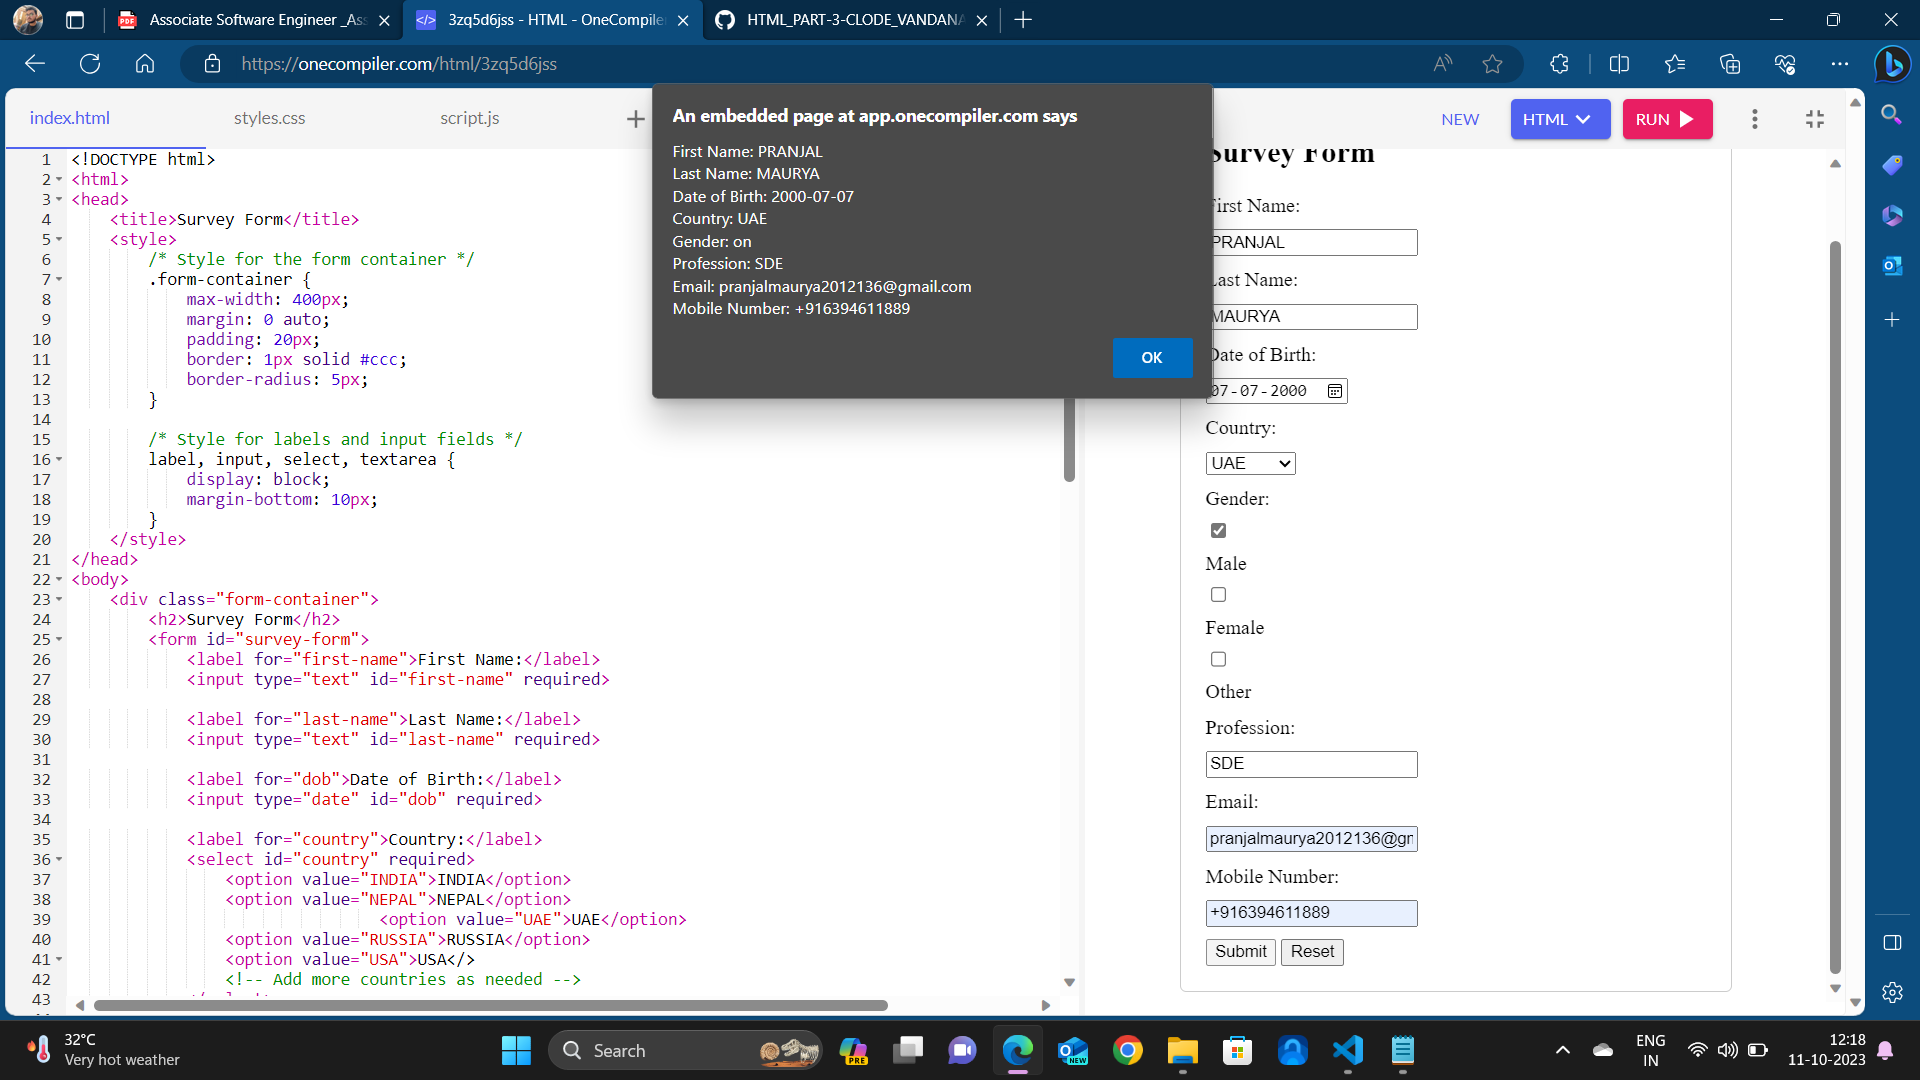 Associate Software Engineer _Ass
3zq5d6jss - HTML - OneCompiler
HTML_PART-3-CLODE_VANDANA
https://onecompiler.com/html/3zq5d6jss
index.html
styles.css
script.js
NEW
HTML
RUN
An embedded page at app.onecompiler.com says
First Name: PRANJAL
Last Name: MAURYA
Date of Birth: 2000-07-07
Country: UAE
Gender: on
Profession: SDE
Email: pranjalmaurya2012136@gmail.com
Mobile Number: +916394611889
OK
1 <!DOCTYPE html>
2 <html>
3 <head>
4 <title>Survey Form</title>
5 <style>
6 /* Style for the form container */
7 .form-container {
8 max-width: 400px;
9 margin: 0 auto;
10 padding: 20px;
11 border: 1px solid #ccc;
12 border-radius: 5px;
13 }
14
15 /* Style for labels and input fields */
16 label, input, select, textarea {
17 display: block;
18 margin-bottom: 10px;
19 }
20 </style>
21 </head>
22 <body>
23 <div class="form-container">
24 <h2>Survey Form</h2>
25 <form id="survey-form">
26 <label for="first-name">First Name:</label>
27 <input type="text" id="first-name" required>
28
29 <label for="last-name">Last Name:</label>
30 <input type="text" id="last-name" required>
31
32 <label for="dob">Date of Birth:</label>
33 <input type="date" id="dob" required>
34
35 <label for="country">Country:</label>
36 <select id="country" required>
37 <option value="INDIA">INDIA</option>
38 <option value="NEPAL">NEPAL</option>
39 <option value="UAE">UAE</option>
40 <option value="RUSSIA">RUSSIA</option>
41 <option value="USA">USA</>
42 <!-- Add more countries as needed -->
43
Survey Form
First Name:
PRANJAL
Last Name:
MAURYA
Date of Birth:
07-07-2000
Country:
UAE
Gender:
Male
Female
Other
Profession:
SDE
Email:
pranjalmaurya2012136@gm
Mobile Number:
+916394611889
Submit Reset
32°C
Very hot weather
Search
PRE
NEW
ENG
IN
12:18
11-10-2023